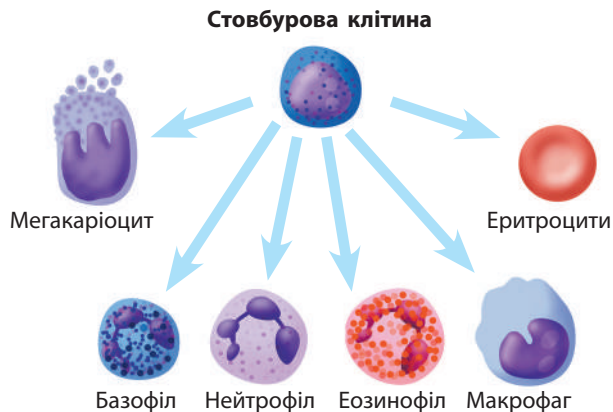 Стовбурова клітина
Мегакаріоцит
Еритроцити
Базофіл
Нейтрофіл
Еозинофіл
Макрофаг